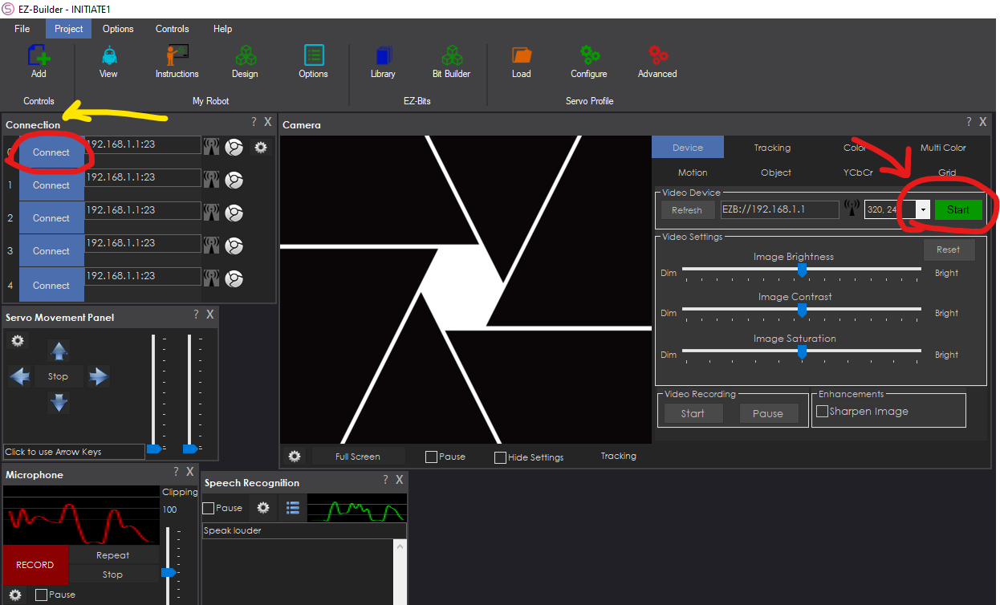 EZ-Builder - INITIATE1
File Project Options Controls Help
Add View Instructions Design Options Library Bit Builder Load Configure Advanced
Controls My Robot EZ-Bits Servo Profile
Connection ? X
0 Connect 192.168.1.1:23
1 Connect 192.168.1.1:23
2 Connect 192.168.1.1:23
3 Connect 192.168.1.1:23
4 Connect 192.168.1.1:23
Camera ? X
Device Tracking Color Multi Color
Motion Object YCbCr Grid
Video Device
Refresh EZB://192.168.1.1 320, 24 Start
Video Settings
Reset
Image Brightness
Dim Bright
Image Contrast
Dim Bright
Image Saturation
Dim Bright
Video Recording
Start Pause
Enhancements
Sharpen Image
Full Screen Pause Hide Settings Tracking
Servo Movement Panel ? X
Stop
Click to use Arrow Keys
Microphone ? X
Clipping
100
RECORD
Repeat
Stop
Pause
Speech Recognition ? X
Pause
Speak louder